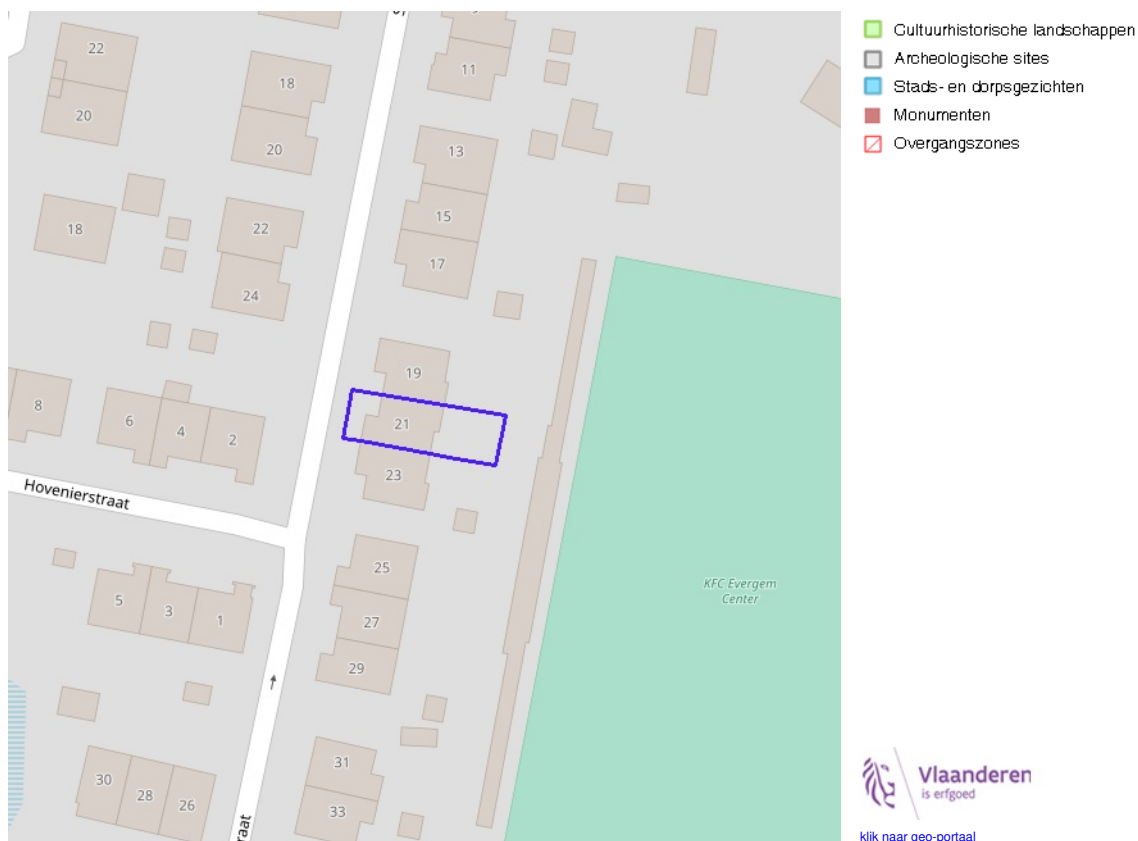 22
20
18
20
11
13
15
17
18
22
24
19
21
23
8
6
4
2
Hovenierstraat
25
27
29
5
3
1
KFC Evergem
Center
31
33
30
28
26
raat
Cultuurhistorische landschappen
Archeologische sites
Stads- en dorpsgezichten
Monumenten
Overgangszones
Vlaanderen
is erfgoed
klik naar geo-portaal